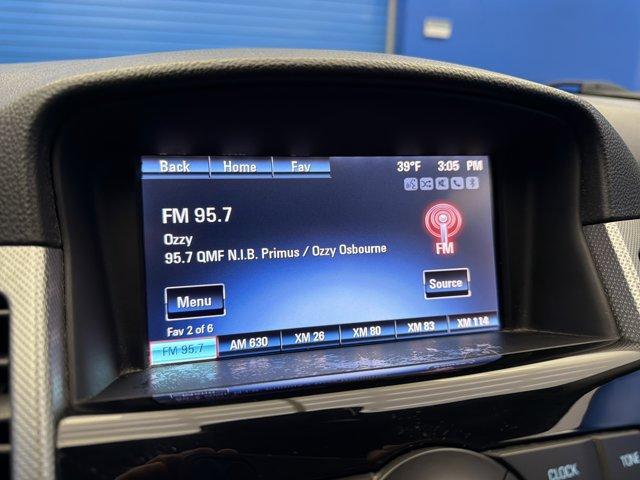 Back Home Fav 39°F 3:05 PM
FM 95.7
Ozzy
95.7 QMF N.I.B. Primus / Ozzy Osbourne
FM
Menu Source
Fav 2 of 6
FM 95.7 AM 630 XM 26 XM 80 XM 83 XM 114
CLOCK TONE